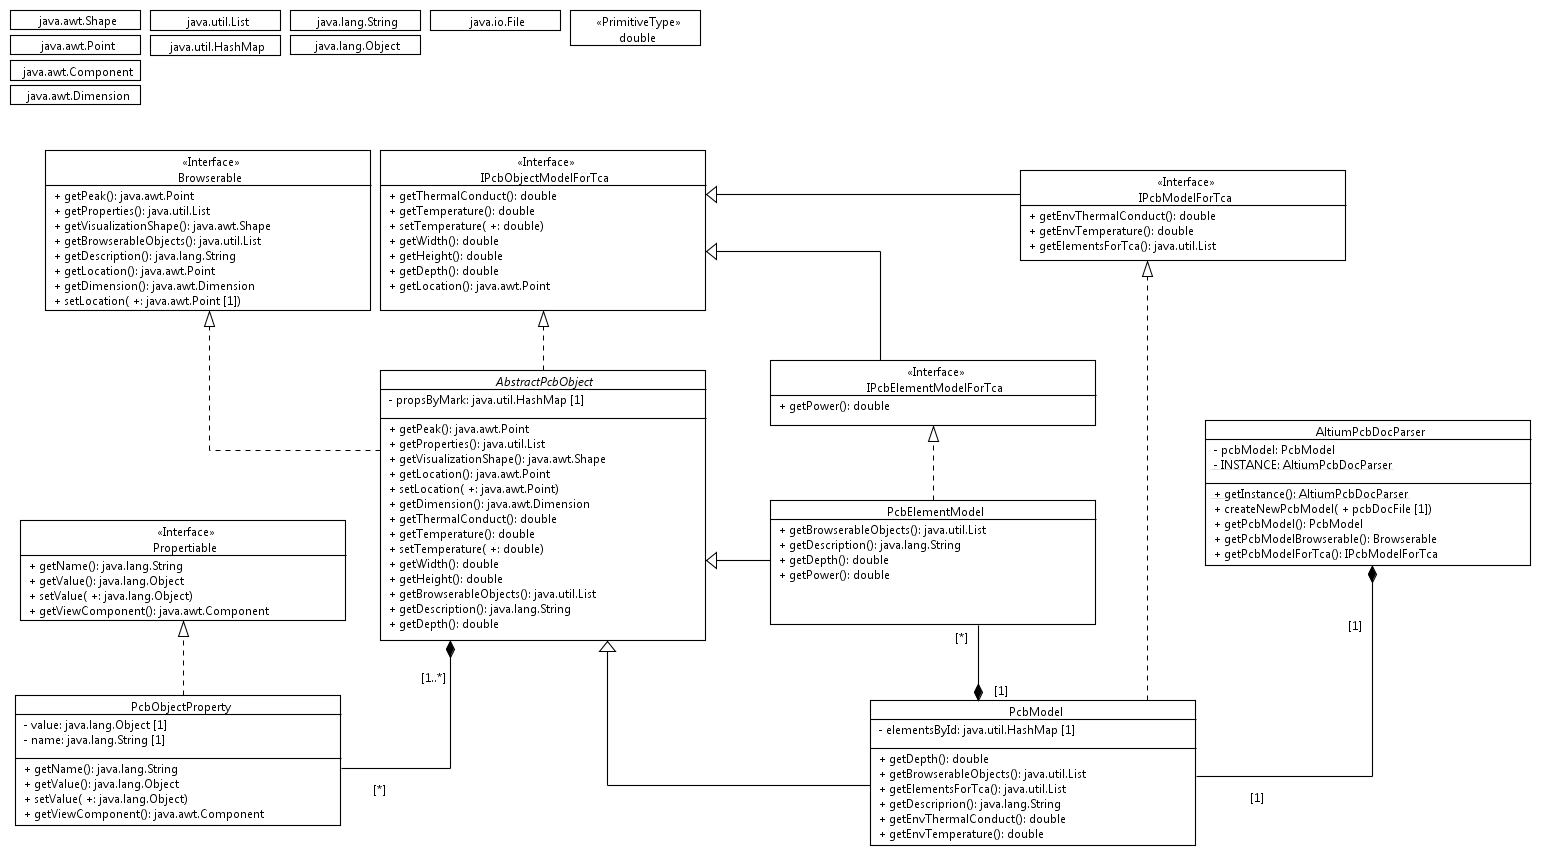 java.awt.Shape
java.awt.Point
java.awt.Component
java.awt.Dimension
java.util.List
java.util.HashMap
java.lang.String
java.lang.Object
java.io.File
«PrimitiveType»
double
«Interface»
Browserable
+ getPeak(): java.awt.Point
+ getProperties(): java.util.List
+ getVisualizationShape(): java.awt.Shape
+ getBrowserableObjects(): java.util.List
+ getDescription(): java.lang.String
+ getLocation(): java.awt.Point
+ getDimension(): java.awt.Dimension
+ setLocation( +: java.awt.Point [1])
«Interface»
IPcbObjectModelForTca
+ getThermalConduct(): double
+ getTemperature(): double
+ setTemperature( +: double)
+ getWidth(): double
+ getHeight(): double
+ getDepth(): double
+ getLocation(): java.awt.Point
«Interface»
IPcbModelForTca
+ getEnvThermalConduct(): double
+ getEnvTemperature(): double
+ getElementsForTca(): java.util.List
AbstractPcbObject
- propsByMark: java.util.HashMap [1]
+ getPeak(): java.awt.Point
+ getProperties(): java.util.List
+ getVisualizationShape(): java.awt.Shape
+ getLocation(): java.awt.Point
+ setLocation( +: java.awt.Point)
+ getDimension(): java.awt.Dimension
+ getThermalConduct(): double
+ getTemperature(): double
+ setTemperature( +: double)
+ getWidth(): double
+ getHeight(): double
+ getBrowserableObjects(): java.util.List
+ getDescription(): java.lang.String
+ getDepth(): double
«Interface»
IPcbElementModelForTca
+ getPower(): double
AltiumPcbDocParser
- pcbModel: PcbModel
- INSTANCE: AltiumPcbDocParser
+ getInstance(): AltiumPcbDocParser
+ createNewPcbModel( + pcbDocFile [1])
+ getPcbModel(): PcbModel
+ getPcbModelBrowserable(): Browserable
+ getPcbModelForTca(): IPcbModelForTca
PcbElementModel
+ getBrowserableObjects(): java.util.List
+ getDescription(): java.lang.String
+ getDepth(): double
+ getPower(): double
«Interface»
Propertiable
+ getName(): java.lang.String
+ getValue(): java.lang.Object
+ setValue( +: java.lang.Object)
+ getViewComponent(): java.awt.Component
[1]
[*]
[1..*]
[1]
PcbObjectProperty
- value: java.lang.Object [1]
- name: java.lang.String [1]
+ getName(): java.lang.String
+ getValue(): java.lang.Object
+ setValue( +: java.lang.Object)
+ getViewComponent(): java.awt.Component
[*]
PcbModel
- elementsById: java.util.HashMap [1]
+ getDepth(): double
+ getBrowserableObjects(): java.util.List
+ getElementsForTca(): java.util.List
+ getDescriprion(): java.lang.String
+ getEnvThermalConduct(): double
+ getEnvTemperature(): double
[1]